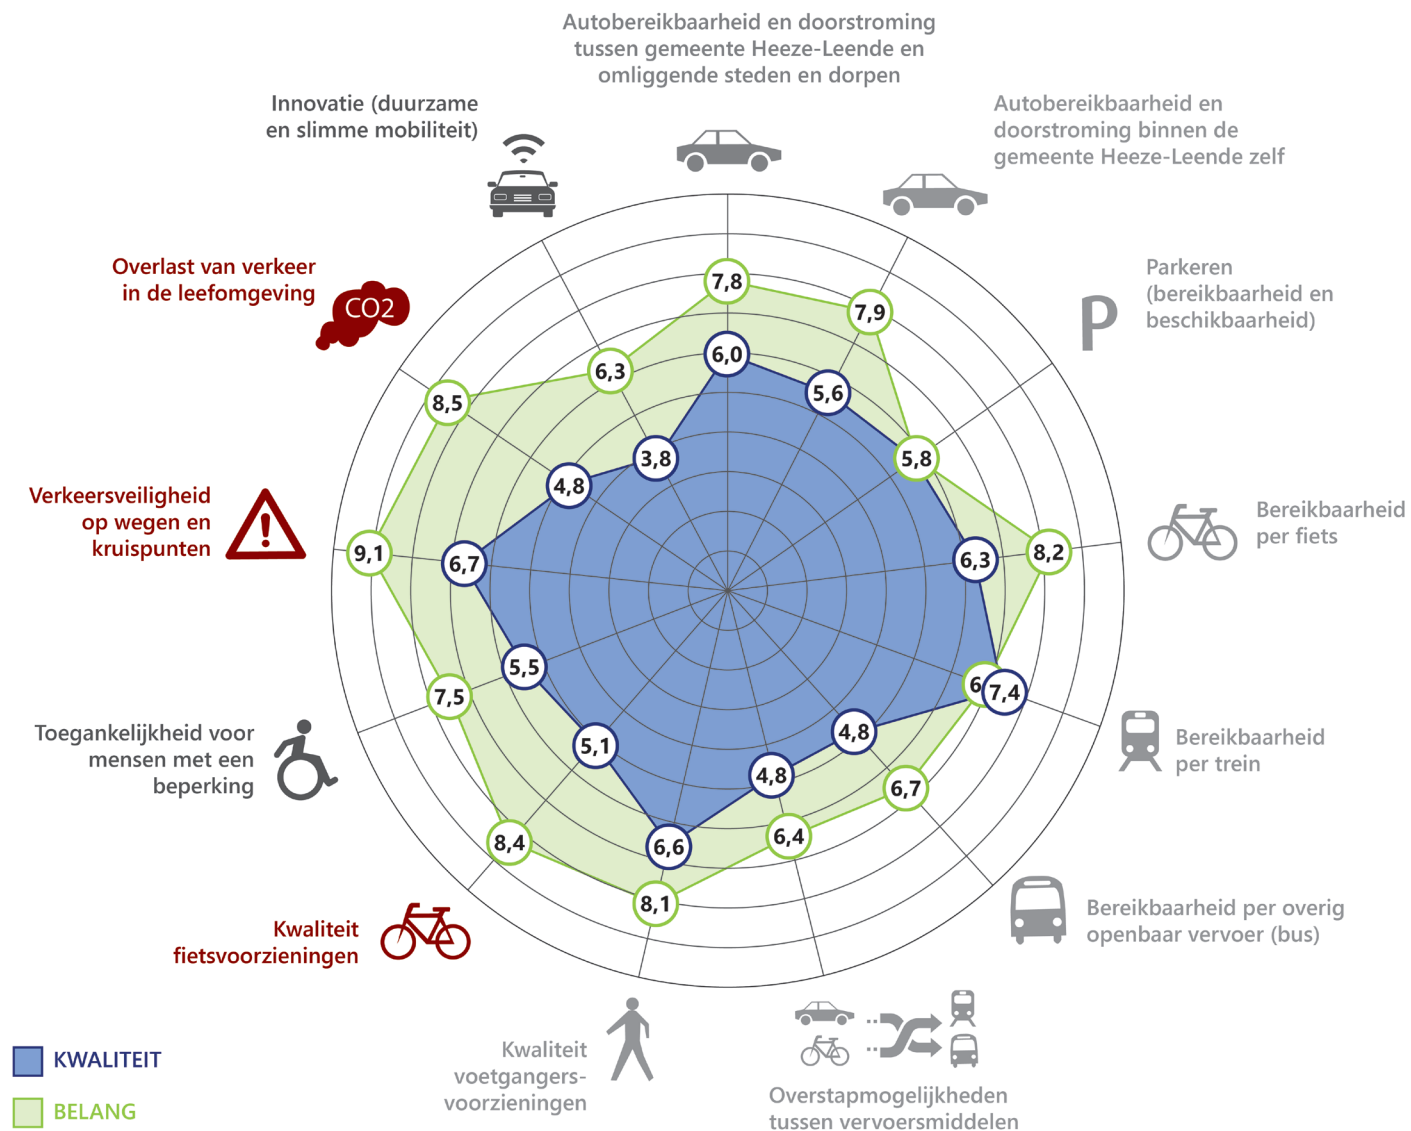 Autobereikbaarheid en doorstroming
tussen gemeente Heeze-Leende en
omliggende steden en dorpen
Autobereikbaarheid en
doorstroming binnen de
gemeente Heeze-Leende zelf
Parkeren
(bereikbaarheid en
beschikbaarheid)
P
Bereikbaarheid
per fiets
Bereikbaarheid
per trein
Bereikbaarheid per overig
openbaar vervoer (bus)
Overstapmogelijkheden
tussen vervoersmiddelen
Kwaliteit
voetgangers-
voorzieningen
Kwaliteit
fietsvoorzieningen
Toegankelijkheid voor
mensen met een
beperking
Verkeersveiligheid
op wegen en
kruispunten
!
Overlast van verkeer
in de leefomgeving
CO2
Innovatie (duurzame
en slimme mobiliteit)
7,8
7,9
6,0
5,6
6,3
8,5
5,8
3,8
4,8
9,1
6,7
6,3
8,2
5,5
7,5
7,4
5,1
4,8
4,8
6,7
8,4
6,6
6,4
8,1
KWALITEIT
BELANG